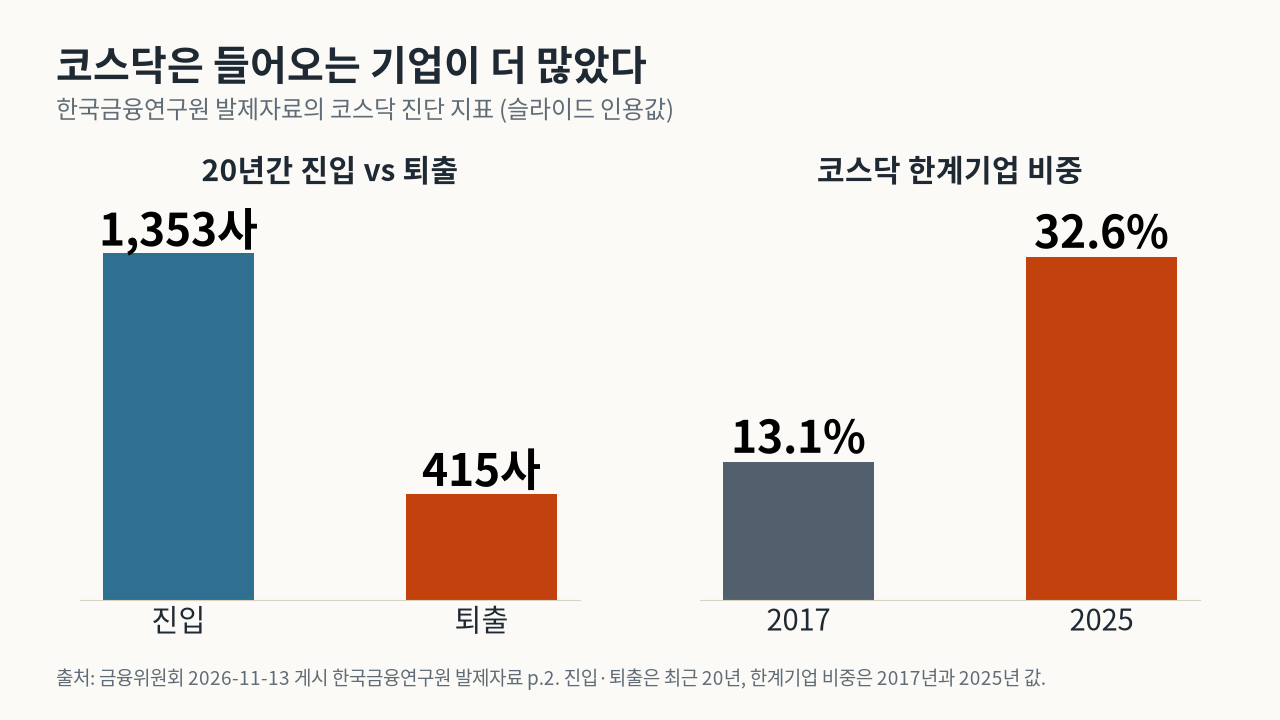 코스닥은 들어오는 기업이 더 많았다
한국금융연구원 발제자료의 코스닥 진단 지표 (슬라이드 인용값)
20년간 진입 vs 퇴출
1,353사
415사
진입
퇴출
코스닥 한계기업 비중
13.1%
32.6%
2017
2025
출처: 금융위원회 2026-11-13 게시 한국금융연구원 발제자료 p.2. 진입·퇴출은 최근 20년, 한계기업 비중은 2017년과 2025년 값.